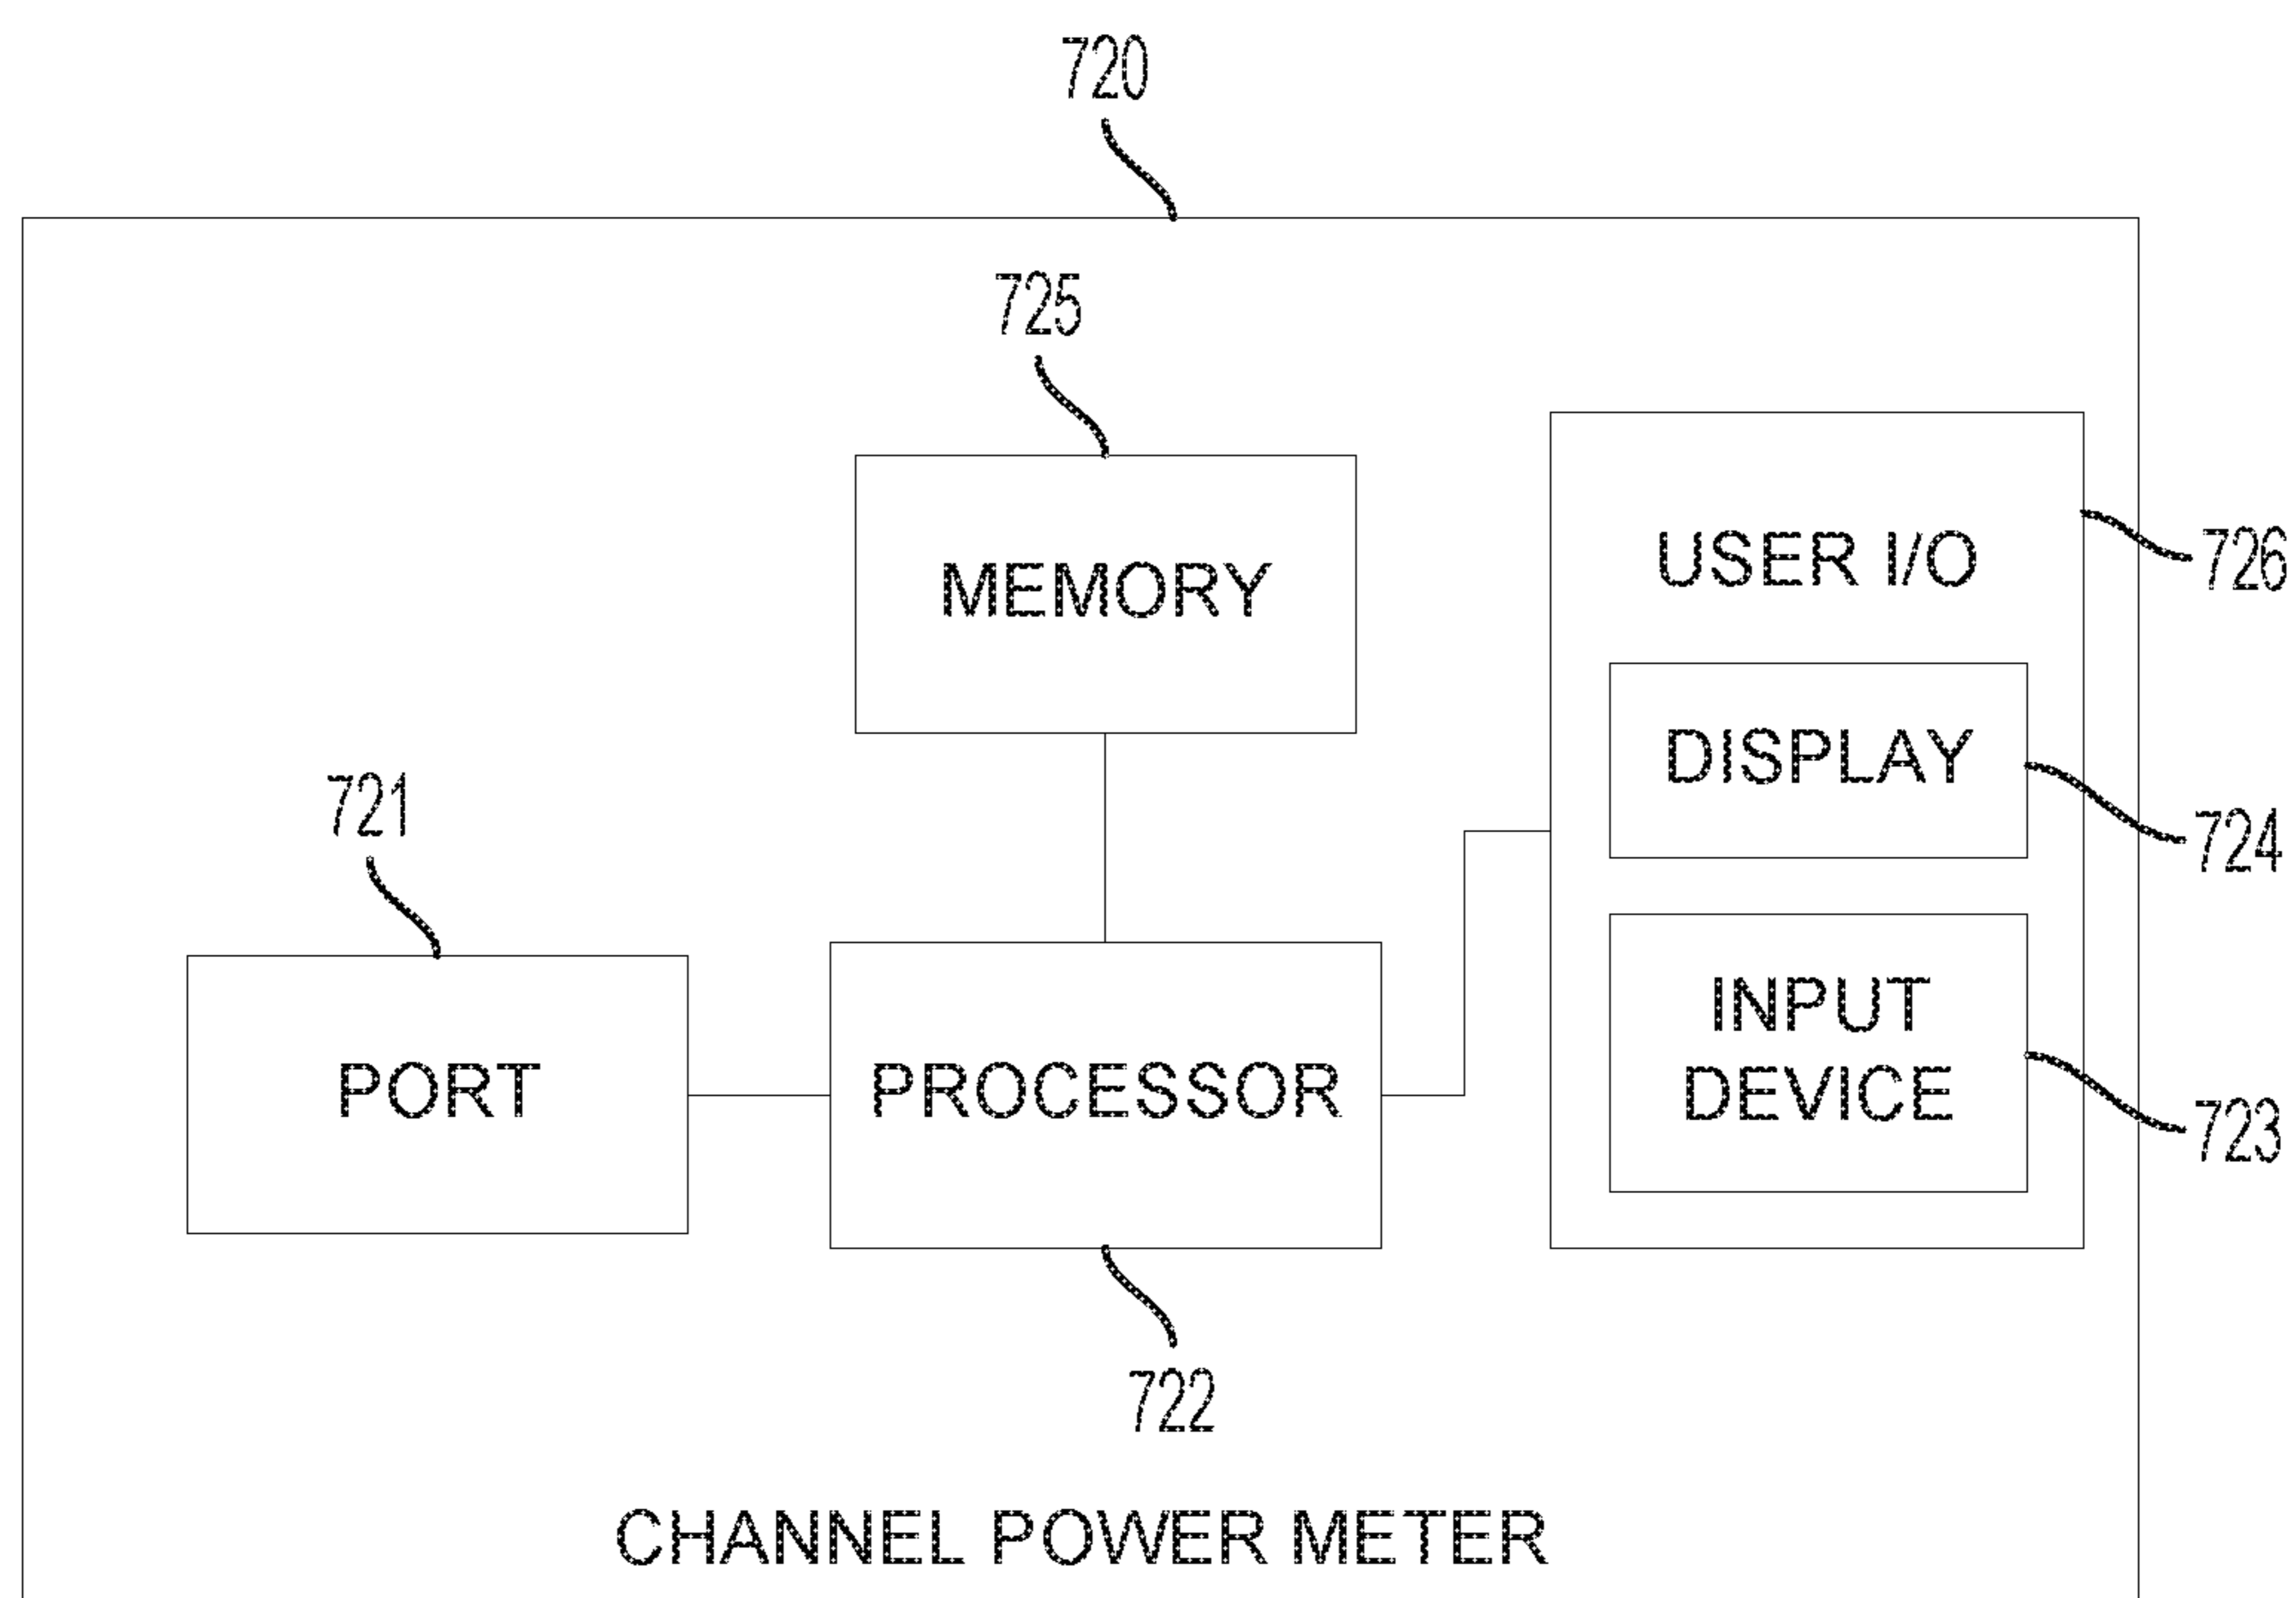 720
725
MEMORY
USER I/O
726
DISPLAY
724
721
PORT
PROCESSOR
INPUT
DEVICE
723
722
CHANNEL POWER METER